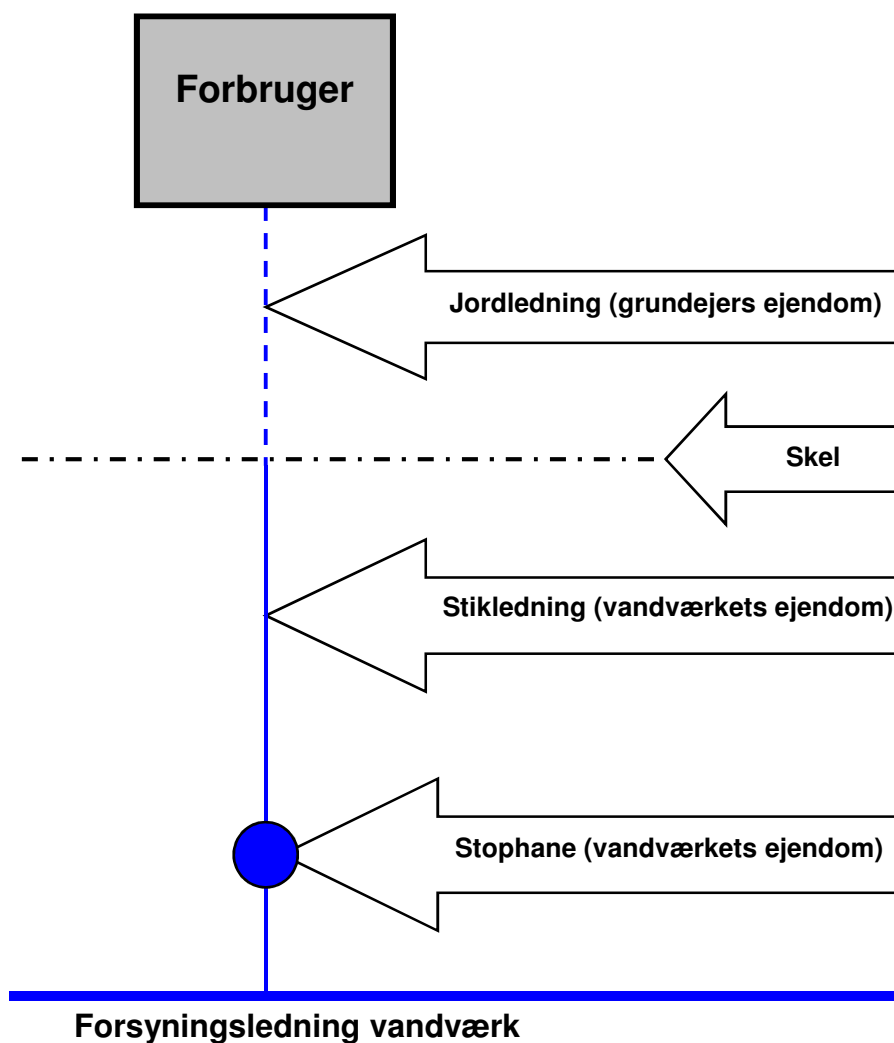 Forbruger
Jordledning (grundejers ejendom)
Skel
Stikledning (vandværkets ejendom)
Stophane (vandværkets ejendom)
Forsyningsledning vandværk